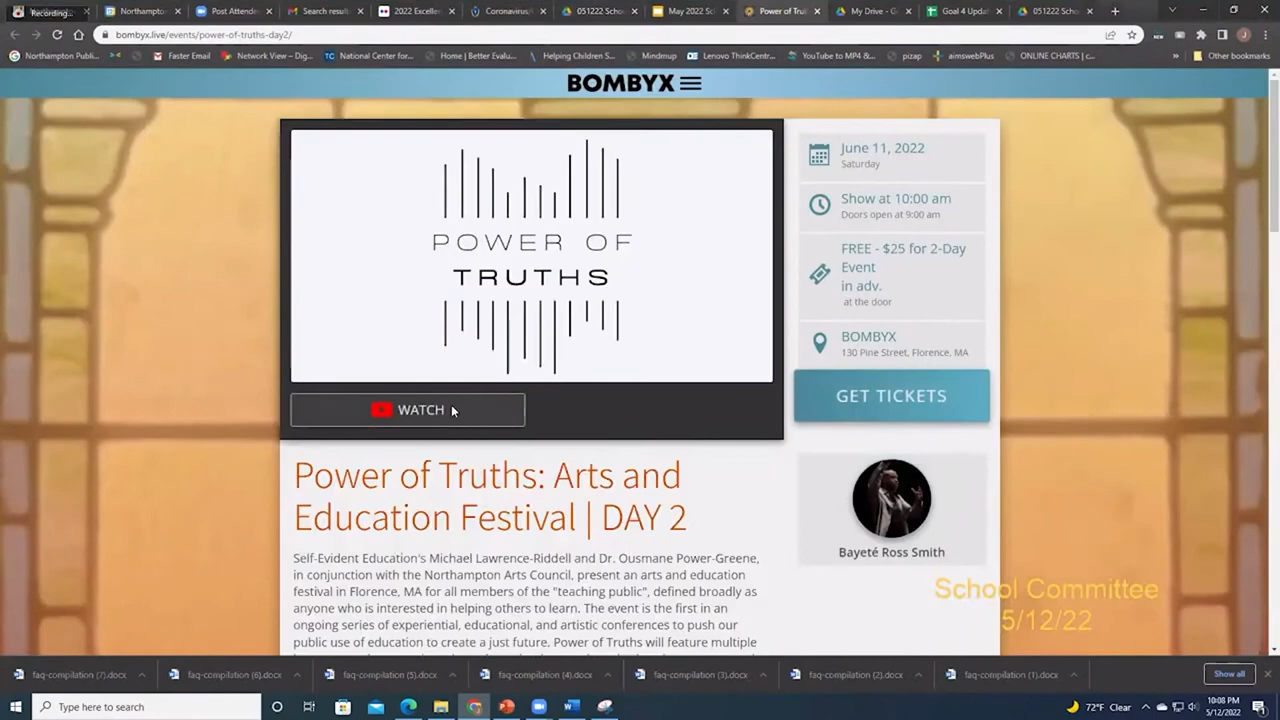 Recording...
Northampton
Post Attende
Search result
2022 Excellen
Coronavirus/
051222 Scho
May 2022 Sc
Power of Tru
My Drive - G
Goal 4 Updat
051222 Scho
bombyx.live/events/power-of-truths-day2/
Northampton Public...
Faster Email
Network View – Dig...
National Center for...
Home | Better Evalu...
Helping Children S...
Mindmup
Lenovo ThinkCentr...
YouTube to MP4 &...
pizap
aimswebPlus
ONLINE CHARTS | c...
Other bookmarks
BOMBYX
POWER OF
TRUTHS
WATCH
June 11, 2022
Saturday
Show at 10:00 am
Doors open at 9:00 am
FREE - $25 for 2-Day
Event
in adv.
at the door
BOMBYX
130 Pine Street, Florence, MA
GET TICKETS
Bayeté Ross Smith
Power of Truths: Arts and
Education Festival | DAY 2
Self-Evident Education's Michael Lawrence-Riddell and Dr. Ousmane Power-Greene,
in conjunction with the Northampton Arts Council, present an arts and education
festival in Florence, MA for all members of the "teaching public", defined broadly as
anyone who is interested in helping others to learn. The event is the first in an
ongoing series of experiential, educational, and artistic conferences to push our
public use of education to create a just future. Power of Truths will feature multiple
School Committee
5/12/22
faq-compilation (7).docx
faq-compilation (6).docx
faq-compilation (5).docx
faq-compilation (4).docx
faq-compilation (3).docx
faq-compilation (2).docx
faq-compilation (1).docx
Show all
Type here to search
72°F Clear
10:08 PM
5/12/2022